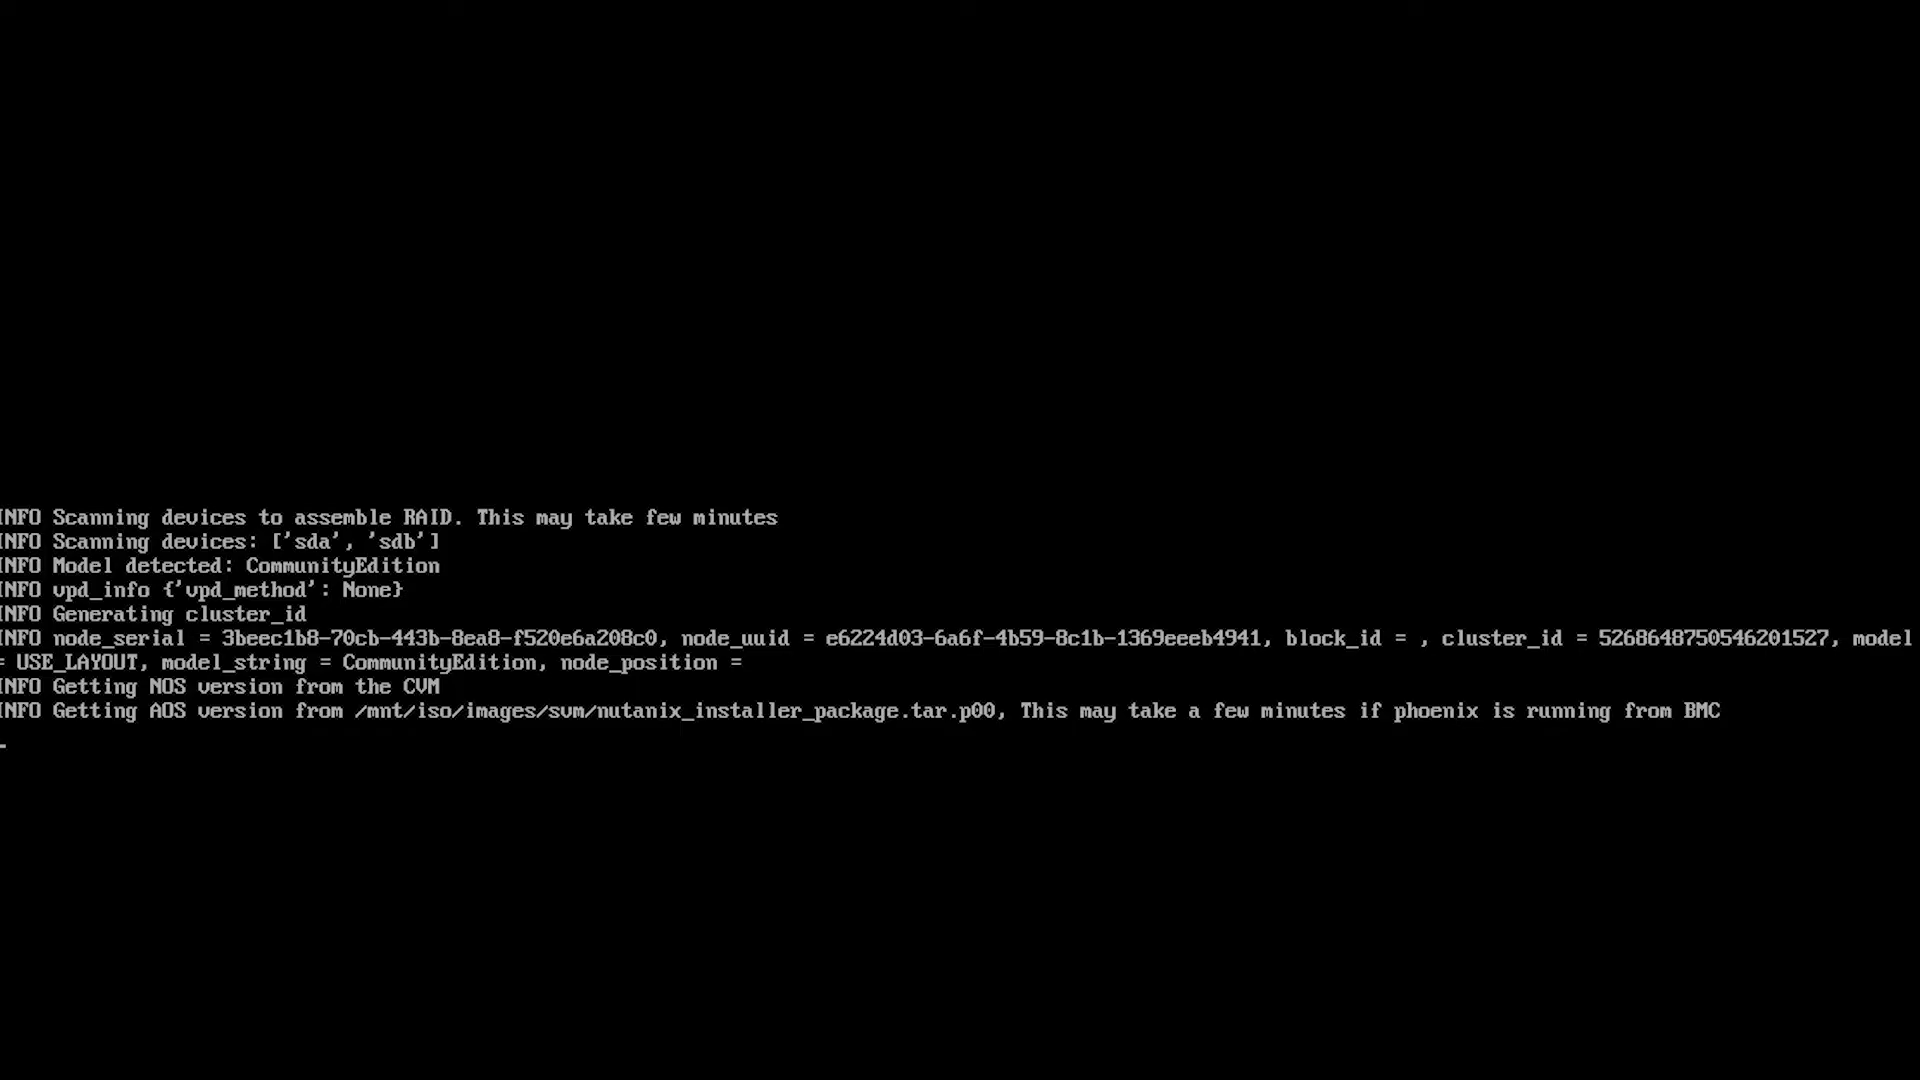 INFO Scanning devices to assemble RAID. This may take few minutes
INFO Scanning devices: ['sda', 'sdb']
INFO Model detected: CommunityEdition
INFO vpd_info {'vpd_method': None}
INFO Generating cluster_id
INFO node_serial = 3beec1b8-70cb-443b-8ea8-f520e6a208c0, node_uuid = e6224d03-6a6f-4b59-8c1b-1369eeeb4941, block_id = , cluster_id = 5268648750546201527, model
= USE_LAYOUT, model_string = CommunityEdition, node_position =
INFO Getting NOS version from the CVM
INFO Getting AOS version from /mnt/iso/images/svm/nutanix_installer_package.tar.p00, This may take a few minutes if phoenix is running from BMC